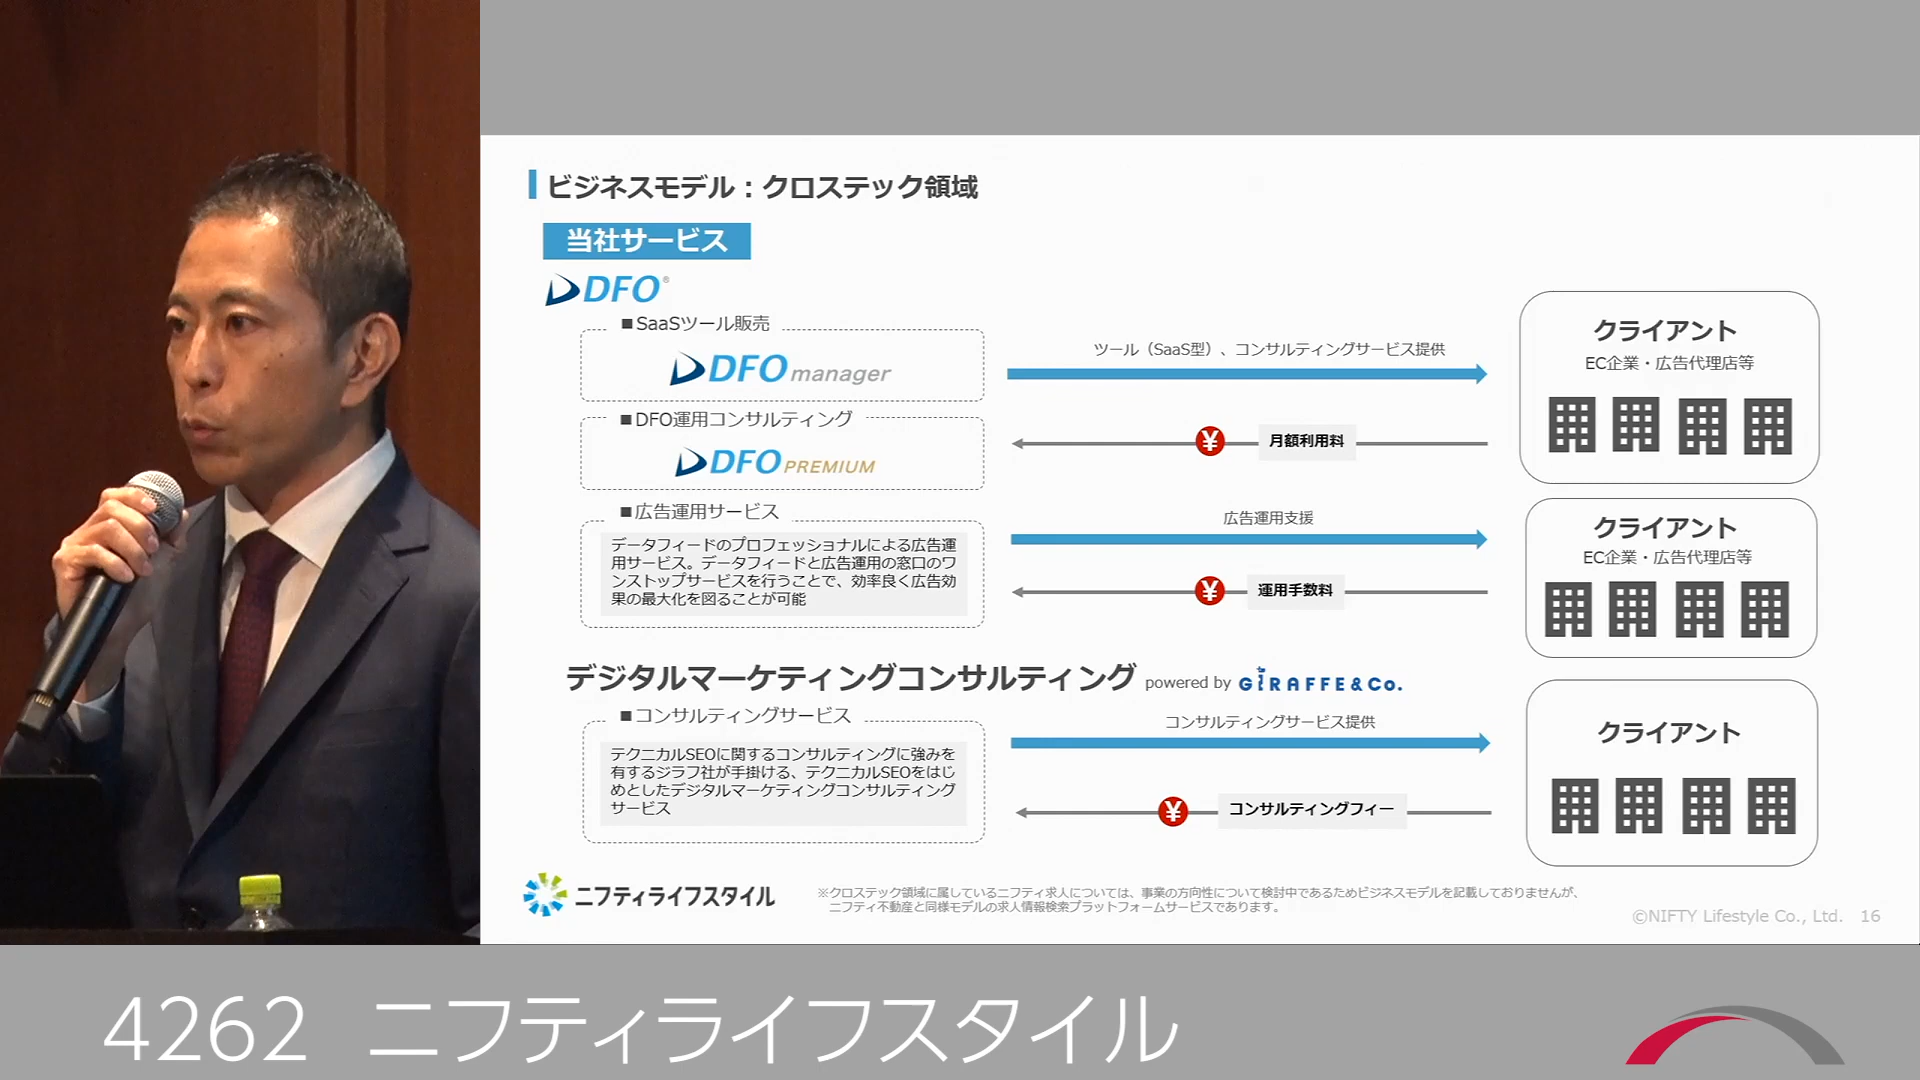 ビジネスモデル：クロステック領域
当社サービス
DFO®
■SaaSツール販売
DFO manager
ツール（SaaS型）、コンサルティングサービス提供
月額利用料
クライアント
EC企業・広告代理店等
■DFO運用コンサルティング
DFO PREMIUM
■広告運用サービス
データフィードのプロフェッショナルによる広告運
用サービス。データフィードと広告運用の窓口のワ
ンストップサービスを行うことで、効率良く広告効
果の最大化を図ることが可能
広告運用支援
運用手数料
クライアント
EC企業・広告代理店等
デジタルマーケティングコンサルティング powered by GiRAFFE&Co.
■コンサルティングサービス
テクニカルSEOに関するコンサルティングに強みを
有するジラフ社が手掛ける、テクニカルSEOをはじ
めとしたデジタルマーケティングコンサルティング
サービス
コンサルティングサービス提供
コンサルティングフィー
クライアント
ニフティライフスタイル
※クロステック領域に属しているニフティ求人については、事業の方向性について検討中であるためビジネスモデルを記載しておりませんが、
ニフティ不動産と同様モデルの求人情報検索プラットフォームサービスであります。
©NIFTY Lifestyle Co., Ltd. 16
4262 ニフティライフスタイル